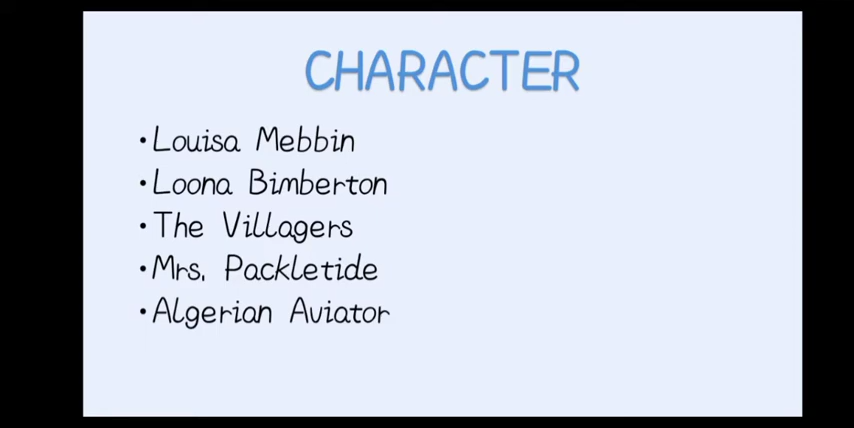 CHARACTER
•Louisa Mebbin
•Loona Bimberton
•The Villagers
•Mrs. Packletide
•Algerian Aviator